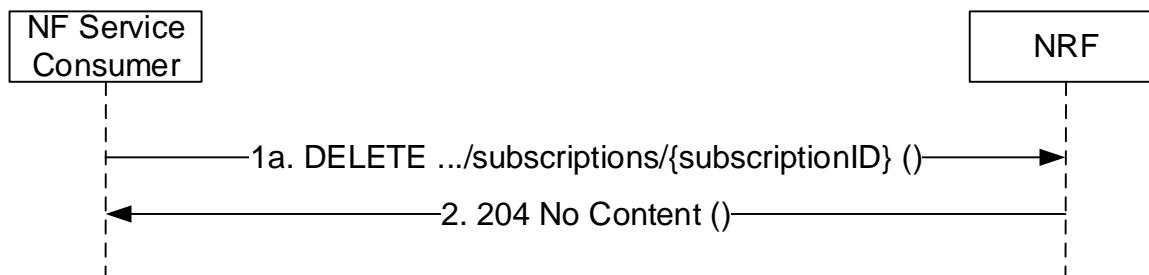 NF Service
Consumer
NRF
1a. DELETE .../subscriptions/{subscriptionID} ()
2. 204 No Content ()